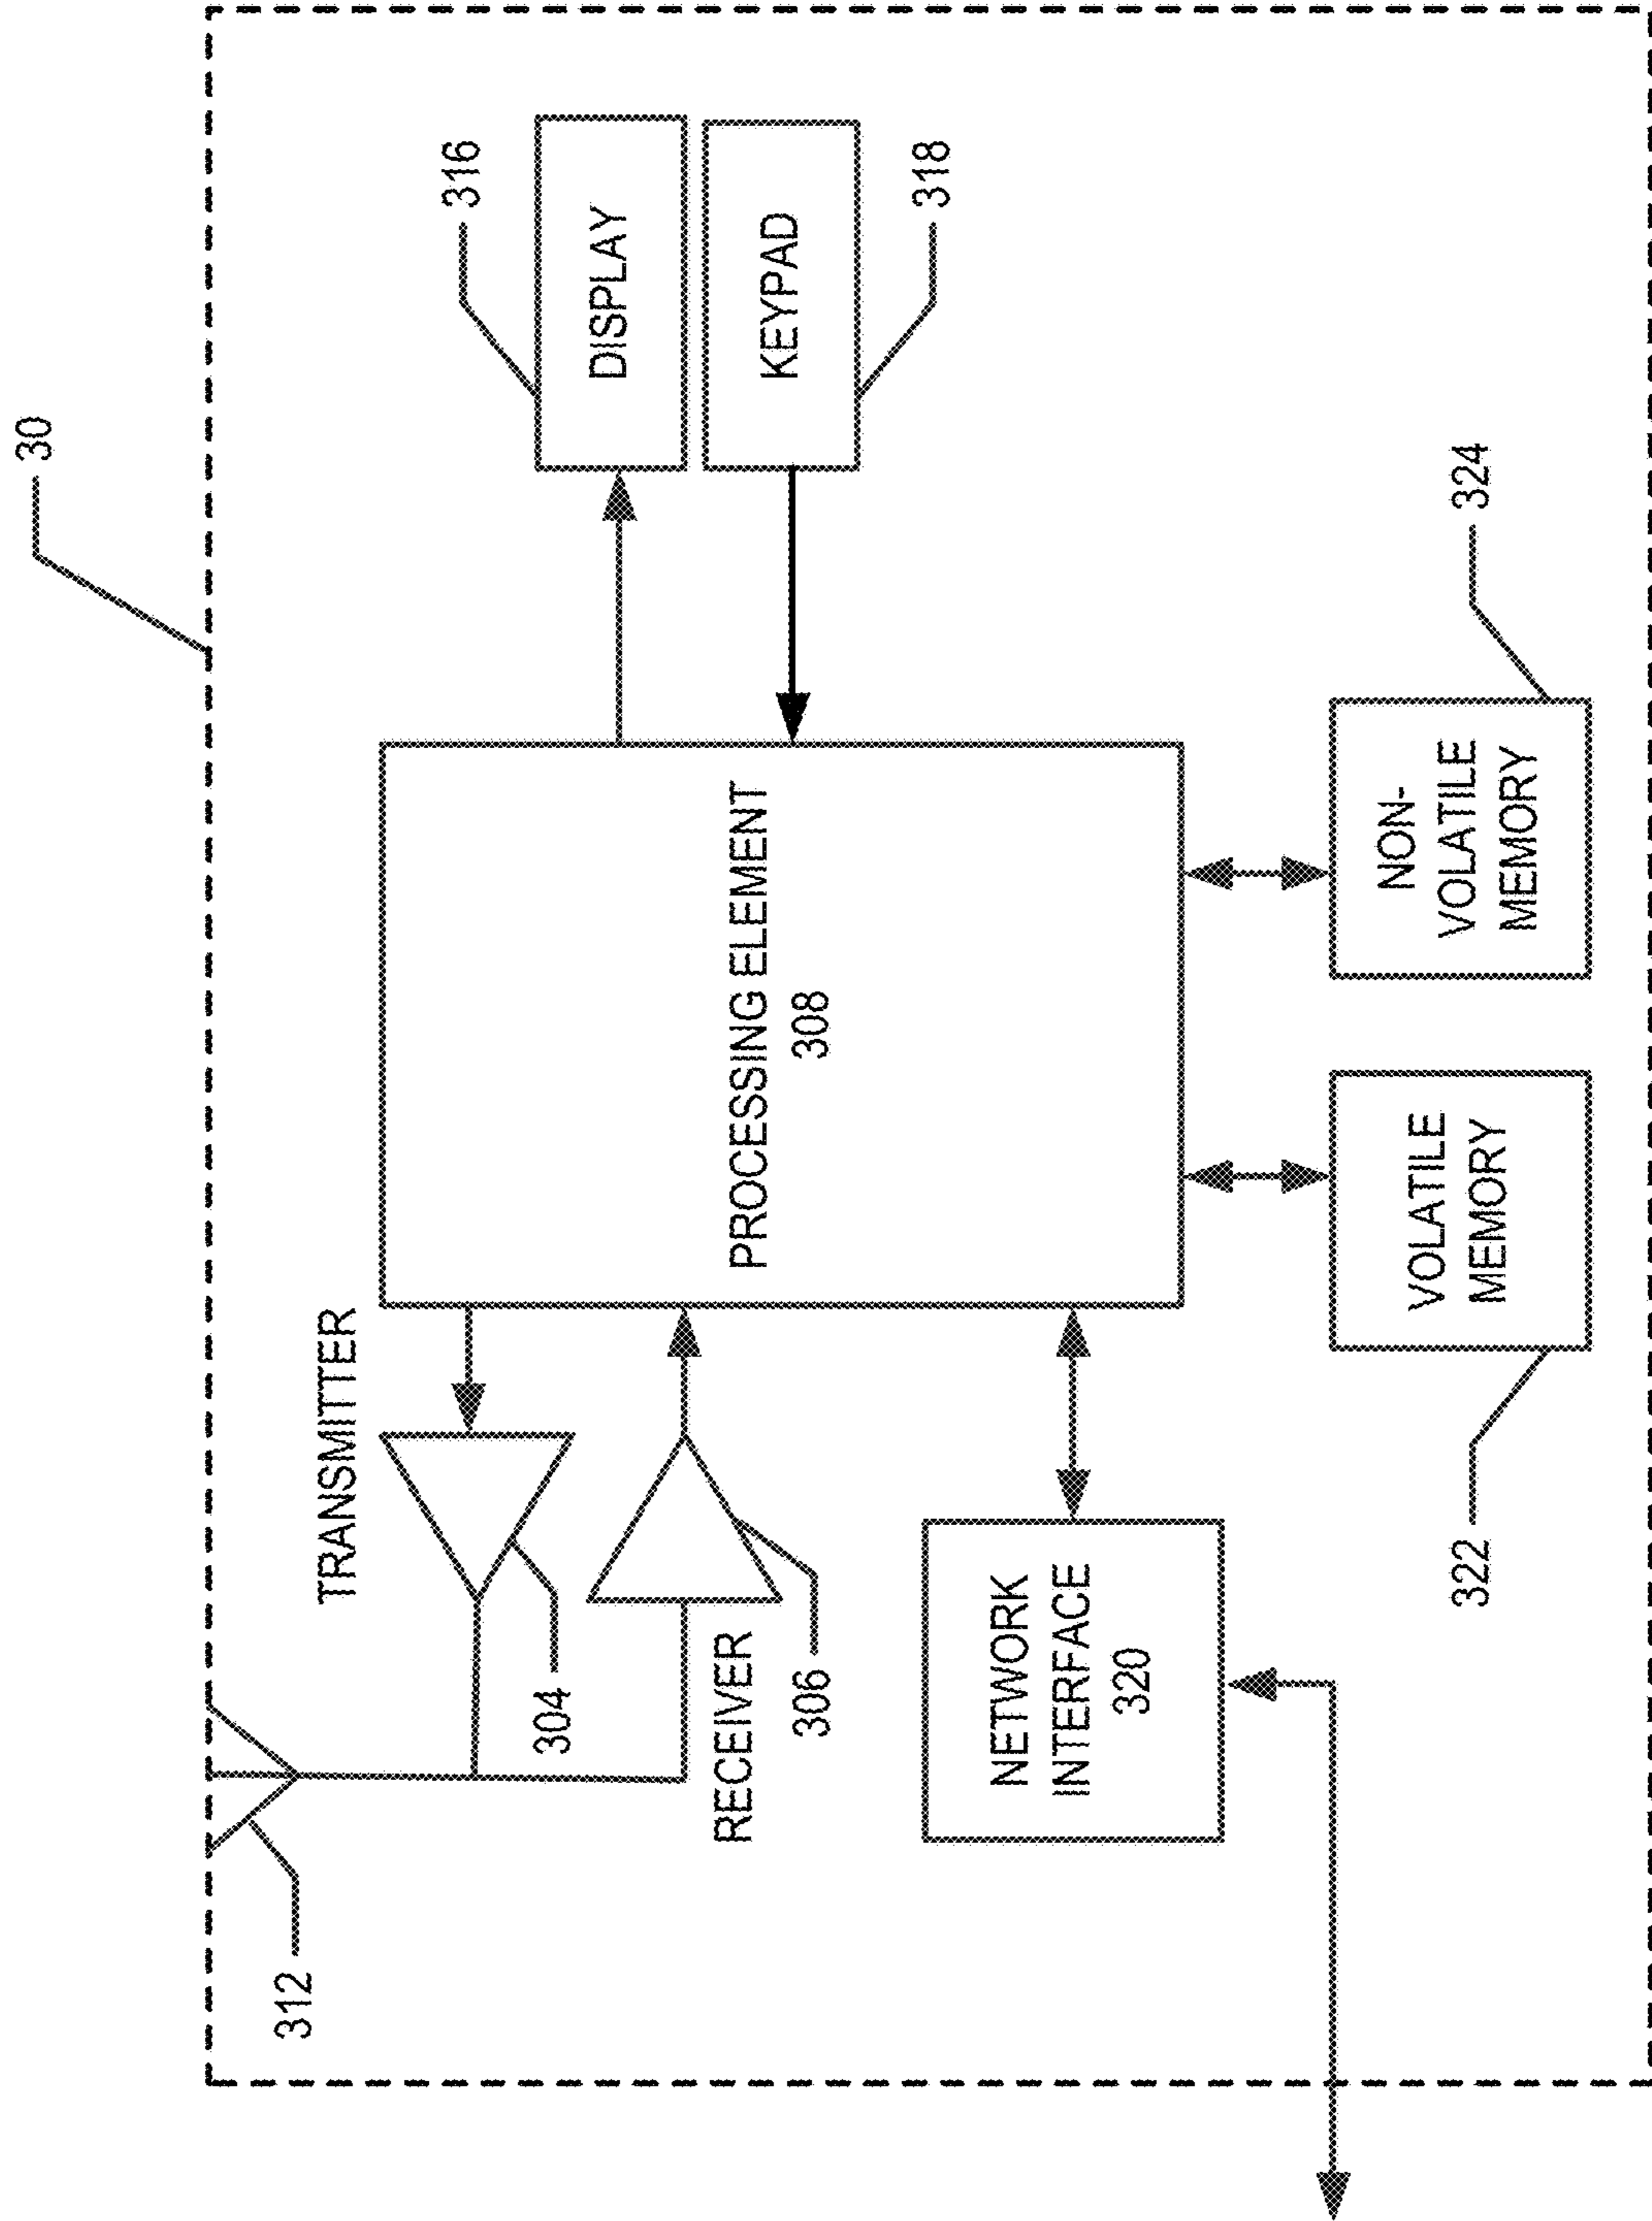 30
312
TRANSMITTER
304
RECEIVER
306
316
DISPLAY
KEYPAD
318
PROCESSING ELEMENT
308
NETWORK
INTERFACE
320
VOLATILE
MEMORY
322
NON-
VOLATILE
MEMORY
324